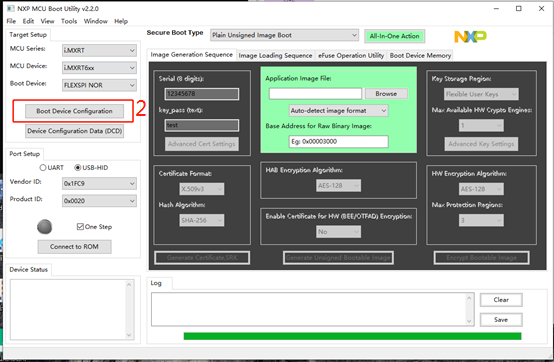 NXP MCU Boot Utility v2.2.0
File Edit View Tools Window Help
Target Setup
MCU Series: i.MXRT
MCU Device: i.MXRT6xx
Boot Device: FLEXSPI NOR
Boot Device Configuration
2
Device Configuration Data (DCD)
Port Setup
UART USB-HID
Vendor ID: 0x1FC9
Product ID: 0x0020
One Step
Connect to ROM
Device Status
Secure Boot Type Plain Unsigned Image Boot All-In-One Action NXP
Image Generation Sequence Image Loading Sequence eFuse Operation Utility Boot Device Memory
Serial (8 digits):
12345678
key_pass (text):
test
Advanced Cert Settings
Application Image File:
Browse
Auto-detect image format
Base Address for Raw Binary Image:
Eg: 0x00003000
Key Storage Region:
Flexible User Keys
Max Available HW Crypto Engines:
1
Advanced Key Settings
Certificate Format:
X.509v3
Hash Algorithm:
SHA-256
HAB Encryption Algorithm:
AES-128
Enable Certificate for HW (BEE/OTFAD) Encryption:
No
HW Encryption Algorithm:
AES-128
Max Protection Regions:
3
Generate Certificate,SRK
Generate Unsigned Bootable Image
Encrypt Bootable Image
Log
Clear
Save